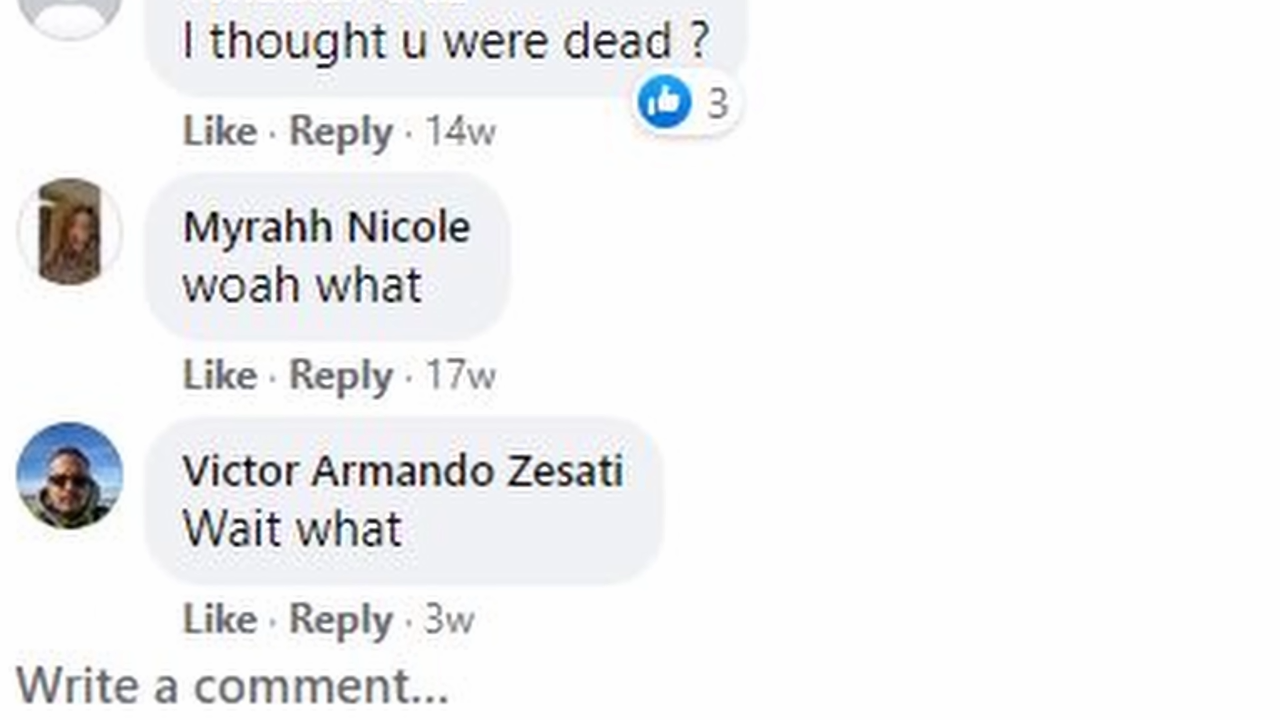 I thought u were dead ?
3
Like · Reply · 14w
Myrahh Nicole
woah what
Like · Reply · 17w
Victor Armando Zesati
Wait what
Like · Reply · 3w
Write a comment...